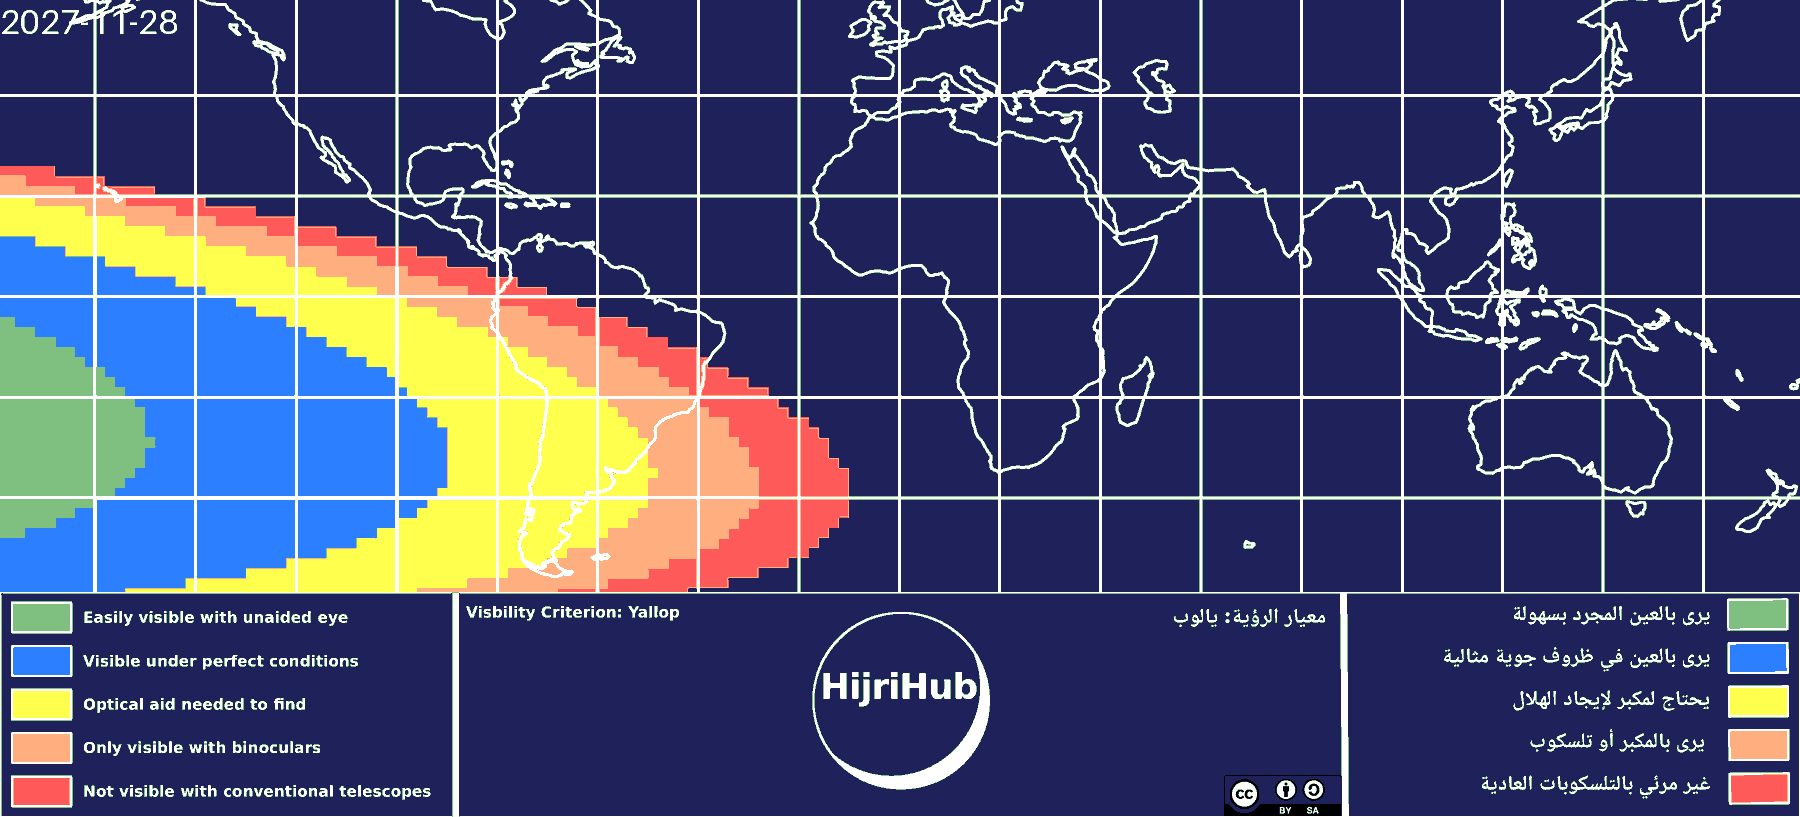 2027-11-28
Easily visible with unaided eye
Visible under perfect conditions
Optical aid needed to find
Only visible with binoculars
Not visible with conventional telescopes
Visbility Criterion: Yallop
HijriHub
معيار الرؤية: يالوب
cc
BY SA
يرى بالعين المجرد بسهولة
يرى بالعين في ظروف جوية مثالية
يحتاج لمكبر لإيجاد الهلال
يرى بالمكبر أو تلسكوب
غير مرئي بالتلسكوبات العادية